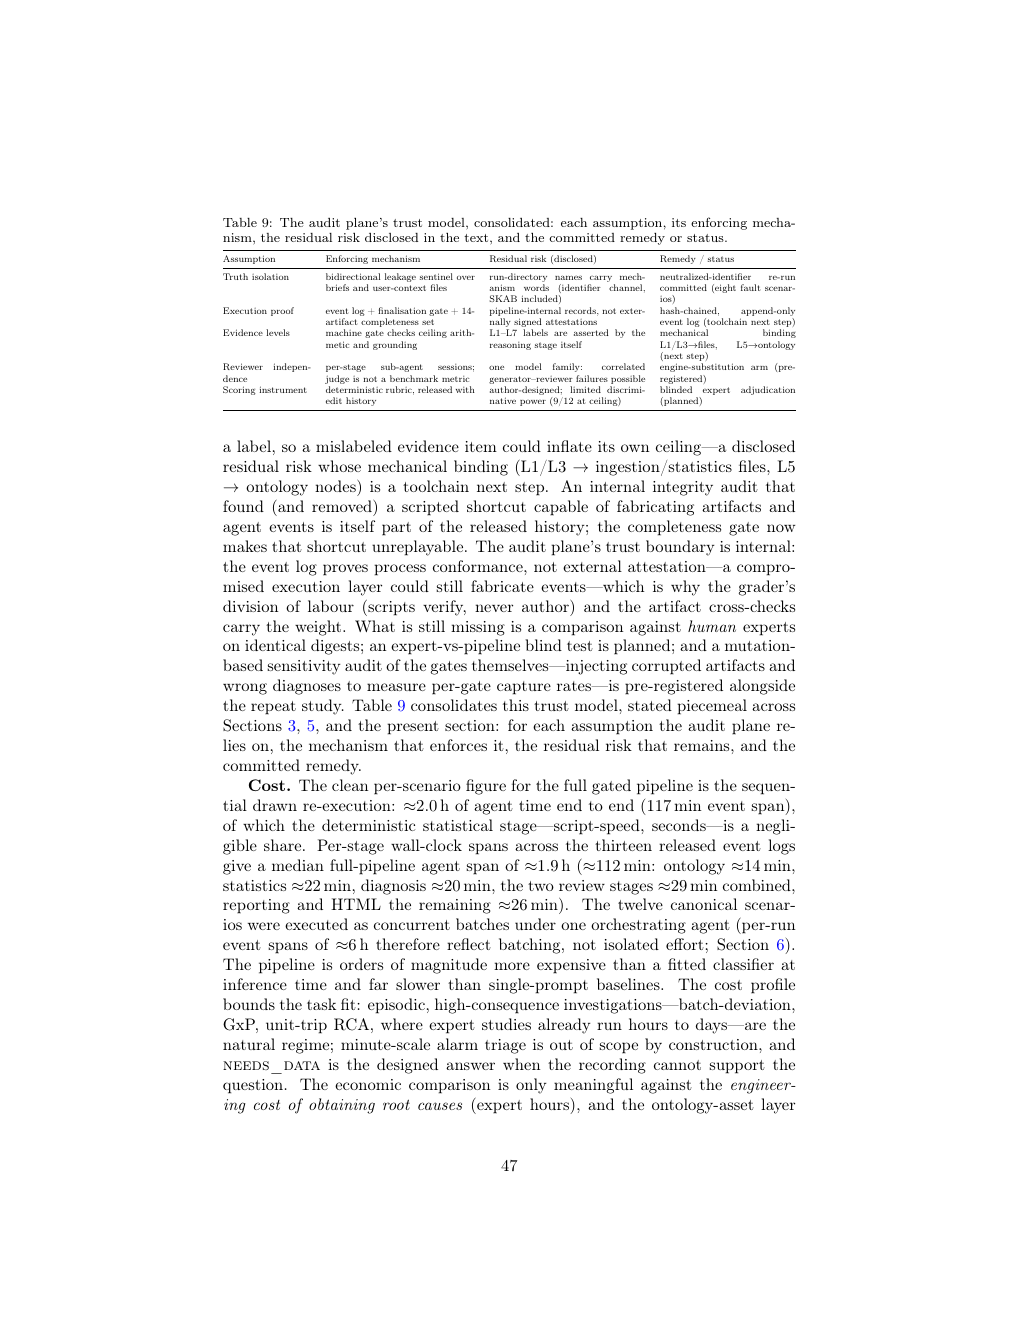 Table 9: The audit plane's trust model, consolidated: each assumption, its enforcing mecha-
nism, the residual risk disclosed in the text, and the committed remedy or status.
Assumption Enforcing mechanism Residual risk (disclosed) Remedy / status
Truth isolation bidirectional leakage sentinel over run-directory names carry mech- neutralized-identifier re-run
briefs and user-context files anism words (identifier channel, committed (eight fault scenar-
SKAB included) ios)
Execution proof event log + finalisation gate + 14- pipeline-internal records, not exter- hash-chained, append-only
artifact completeness set nally signed attestations event log (toolchain next step)
Evidence levels machine gate checks ceiling arith- L1–L7 labels are asserted by the mechanical binding
metic and grounding reasoning stage itself L1/L3→files, L5→ontology
(next step)
Reviewer indepen- per-stage sub-agent sessions; one model family: correlated engine-substitution arm (pre-
dence judge is not a benchmark metric generator–reviewer failures possible registered)
Scoring instrument deterministic rubric, released with author-designed; limited discrimi- blinded expert adjudication
edit history native power (9/12 at ceiling) (planned)
a label, so a mislabeled evidence item could inflate its own ceiling—a disclosed
residual risk whose mechanical binding (L1/L3 → ingestion/statistics files, L5
→ ontology nodes) is a toolchain next step. An internal integrity audit that
found (and removed) a scripted shortcut capable of fabricating artifacts and
agent events is itself part of the released history; the completeness gate now
makes that shortcut unreplayable. The audit plane's trust boundary is internal:
the event log proves process conformance, not external attestation—a compro-
mised execution layer could still fabricate events—which is why the grader's
division of labour (scripts verify, never author) and the artifact cross-checks
carry the weight. What is still missing is a comparison against human experts
on identical digests; an expert-vs-pipeline blind test is planned; and a mutation-
based sensitivity audit of the gates themselves—injecting corrupted artifacts and
wrong diagnoses to measure per-gate capture rates—is pre-registered alongside
the repeat study. Table 9 consolidates this trust model, stated piecemeal across
Sections 3, 5, and the present section: for each assumption the audit plane re-
lies on, the mechanism that enforces it, the residual risk that remains, and the
committed remedy.
Cost. The clean per-scenario figure for the full gated pipeline is the sequen-
tial drawn re-execution: ≈2.0 h of agent time end to end (117 min event span),
of which the deterministic statistical stage—script-speed, seconds—is a negli-
gible share. Per-stage wall-clock spans across the thirteen released event logs
give a median full-pipeline agent span of ≈1.9 h (≈112 min: ontology ≈14 min,
statistics ≈22 min, diagnosis ≈20 min, the two review stages ≈29 min combined,
reporting and HTML the remaining ≈26 min). The twelve canonical scenar-
ios were executed as concurrent batches under one orchestrating agent (per-run
event spans of ≈6 h therefore reflect batching, not isolated effort; Section 6).
The pipeline is orders of magnitude more expensive than a fitted classifier at
inference time and far slower than single-prompt baselines. The cost profile
bounds the task fit: episodic, high-consequence investigations—batch-deviation,
GxP, unit-trip RCA, where expert studies already run hours to days—are the
natural regime; minute-scale alarm triage is out of scope by construction, and
NEEDS_DATA is the designed answer when the recording cannot support the
question. The economic comparison is only meaningful against the engineer-
ing cost of obtaining root causes (expert hours), and the ontology-asset layer
47